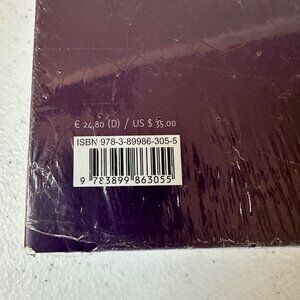 € 24,80 (D) / US $ 35.00
ISBN 978-3-89986-305-5
9 783899 863055